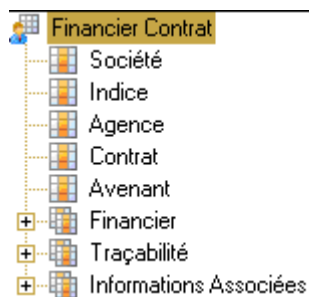 Financier Contrat
Société
Indice
Agence
Contrat
Avenant
Financier
Traçabilité
Informations Associées